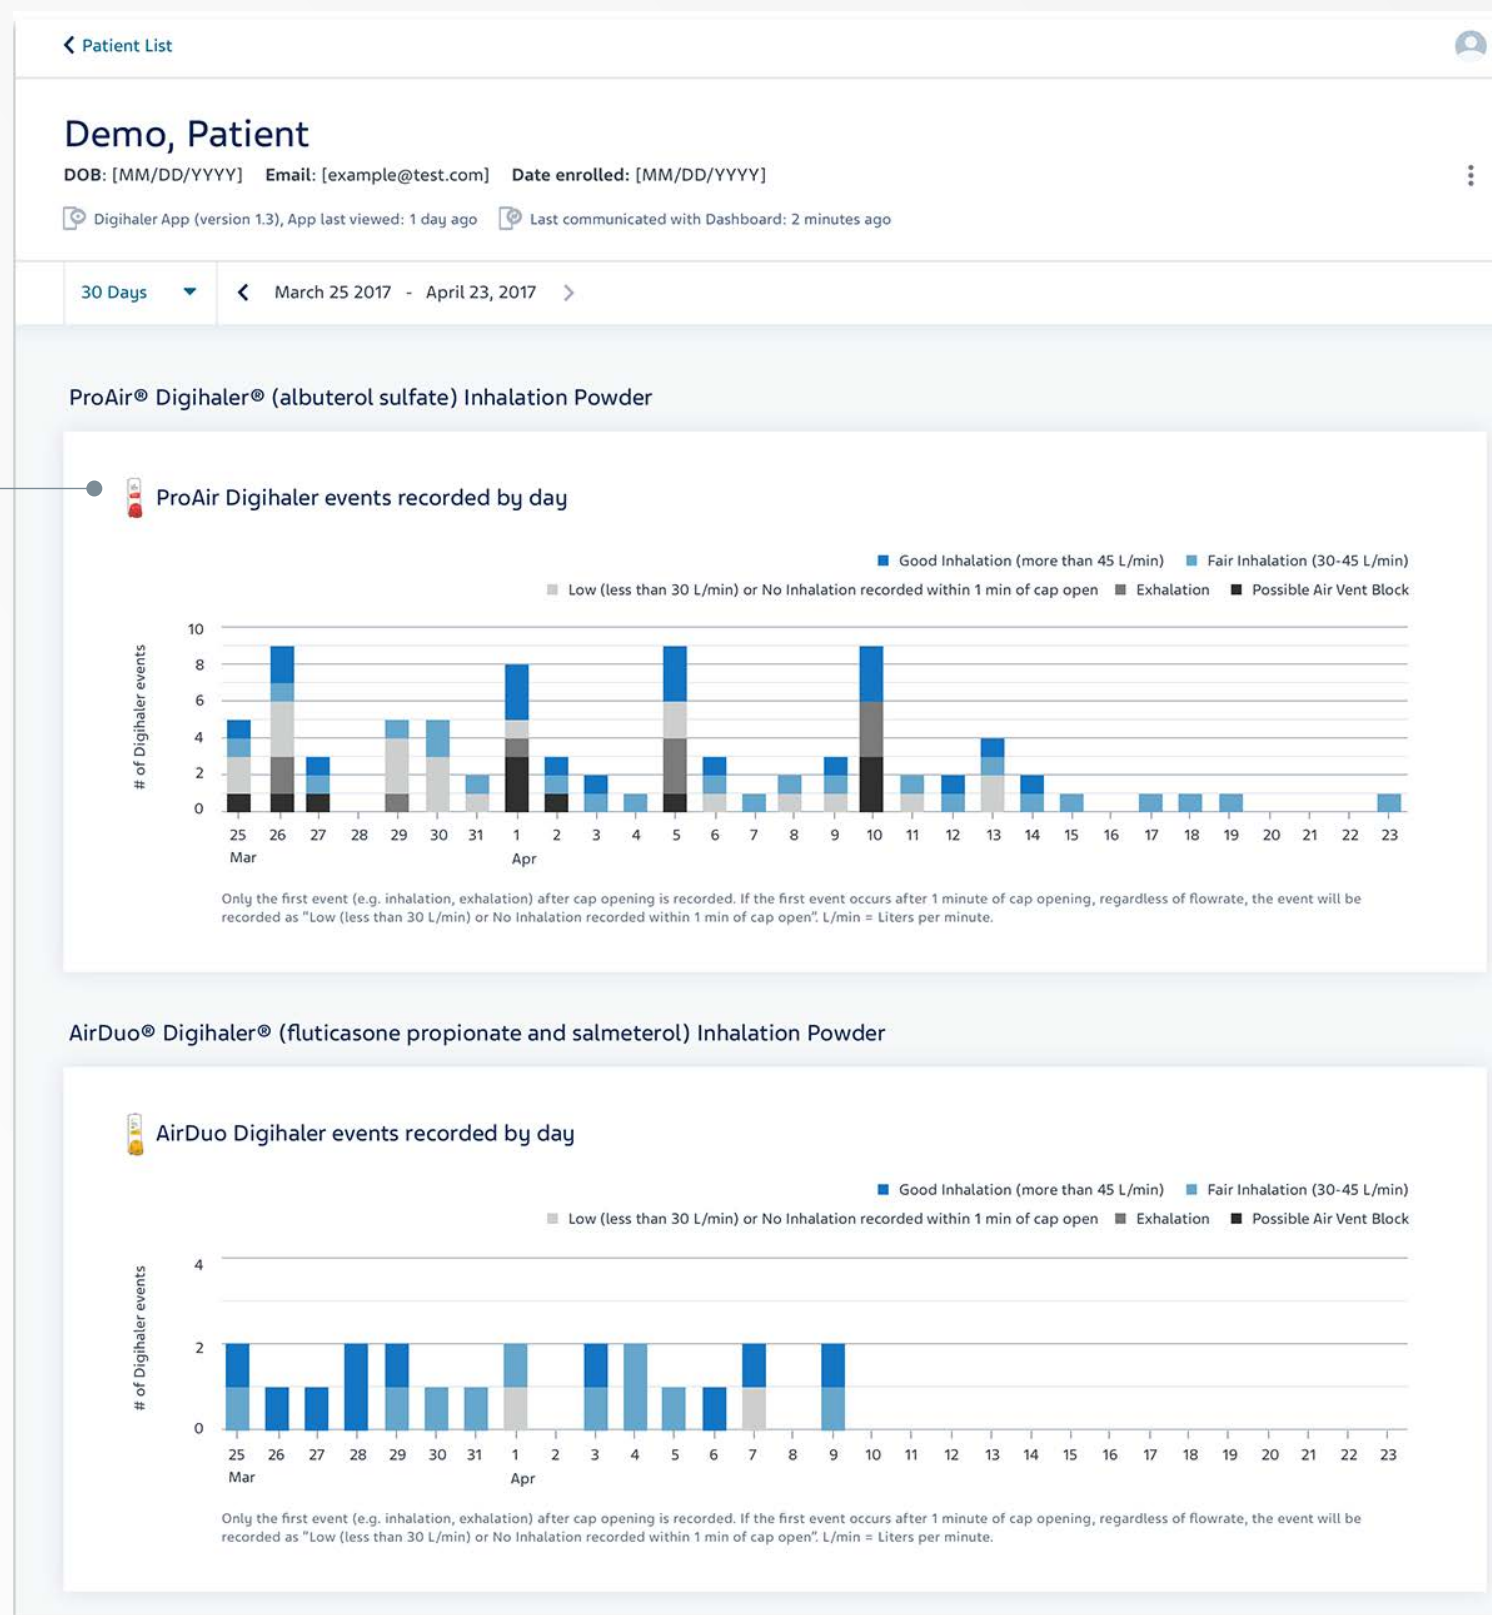 Patient List
Demo, Patient
DOB: [MM/DD/YYYY] Email: [example@test.com] Date enrolled: [MM/DD/YYYY]
Digihaler App (version 1.3), App last viewed: 1 day ago Last communicated with Dashboard: 2 minutes ago
30 Days March 25 2017 - April 23, 2017
ProAir® Digihaler® (albuterol sulfate) Inhalation Powder
ProAir Digihaler events recorded by day
Good Inhalation (more than 45 L/min) Fair Inhalation (30-45 L/min)
Low (less than 30 L/min) or No Inhalation recorded within 1 min of cap open Exhalation Possible Air Vent Block
# of Digihaler events
10
8
6
4
2
0
25 26 27 28 29 30 31 1 2 3 4 5 6 7 8 9 10 11 12 13 14 15 16 17 18 19 20 21 22 23
Mar Apr
Only the first event (e.g. inhalation, exhalation) after cap opening is recorded. If the first event occurs after 1 minute of cap opening, regardless of flowrate, the event will be
recorded as "Low (less than 30 L/min) or No Inhalation recorded within 1 min of cap open". L/min = Liters per minute.
AirDuo® Digihaler® (fluticasone propionate and salmeterol) Inhalation Powder
AirDuo Digihaler events recorded by day
Good Inhalation (more than 45 L/min) Fair Inhalation (30-45 L/min)
Low (less than 30 L/min) or No Inhalation recorded within 1 min of cap open Exhalation Possible Air Vent Block
# of Digihaler events
4
2
0
25 26 27 28 29 30 31 1 2 3 4 5 6 7 8 9 10 11 12 13 14 15 16 17 18 19 20 21 22 23
Mar Apr
Only the first event (e.g. inhalation, exhalation) after cap opening is recorded. If the first event occurs after 1 minute of cap opening, regardless of flowrate, the event will be
recorded as "Low (less than 30 L/min) or No Inhalation recorded within 1 min of cap open". L/min = Liters per minute.